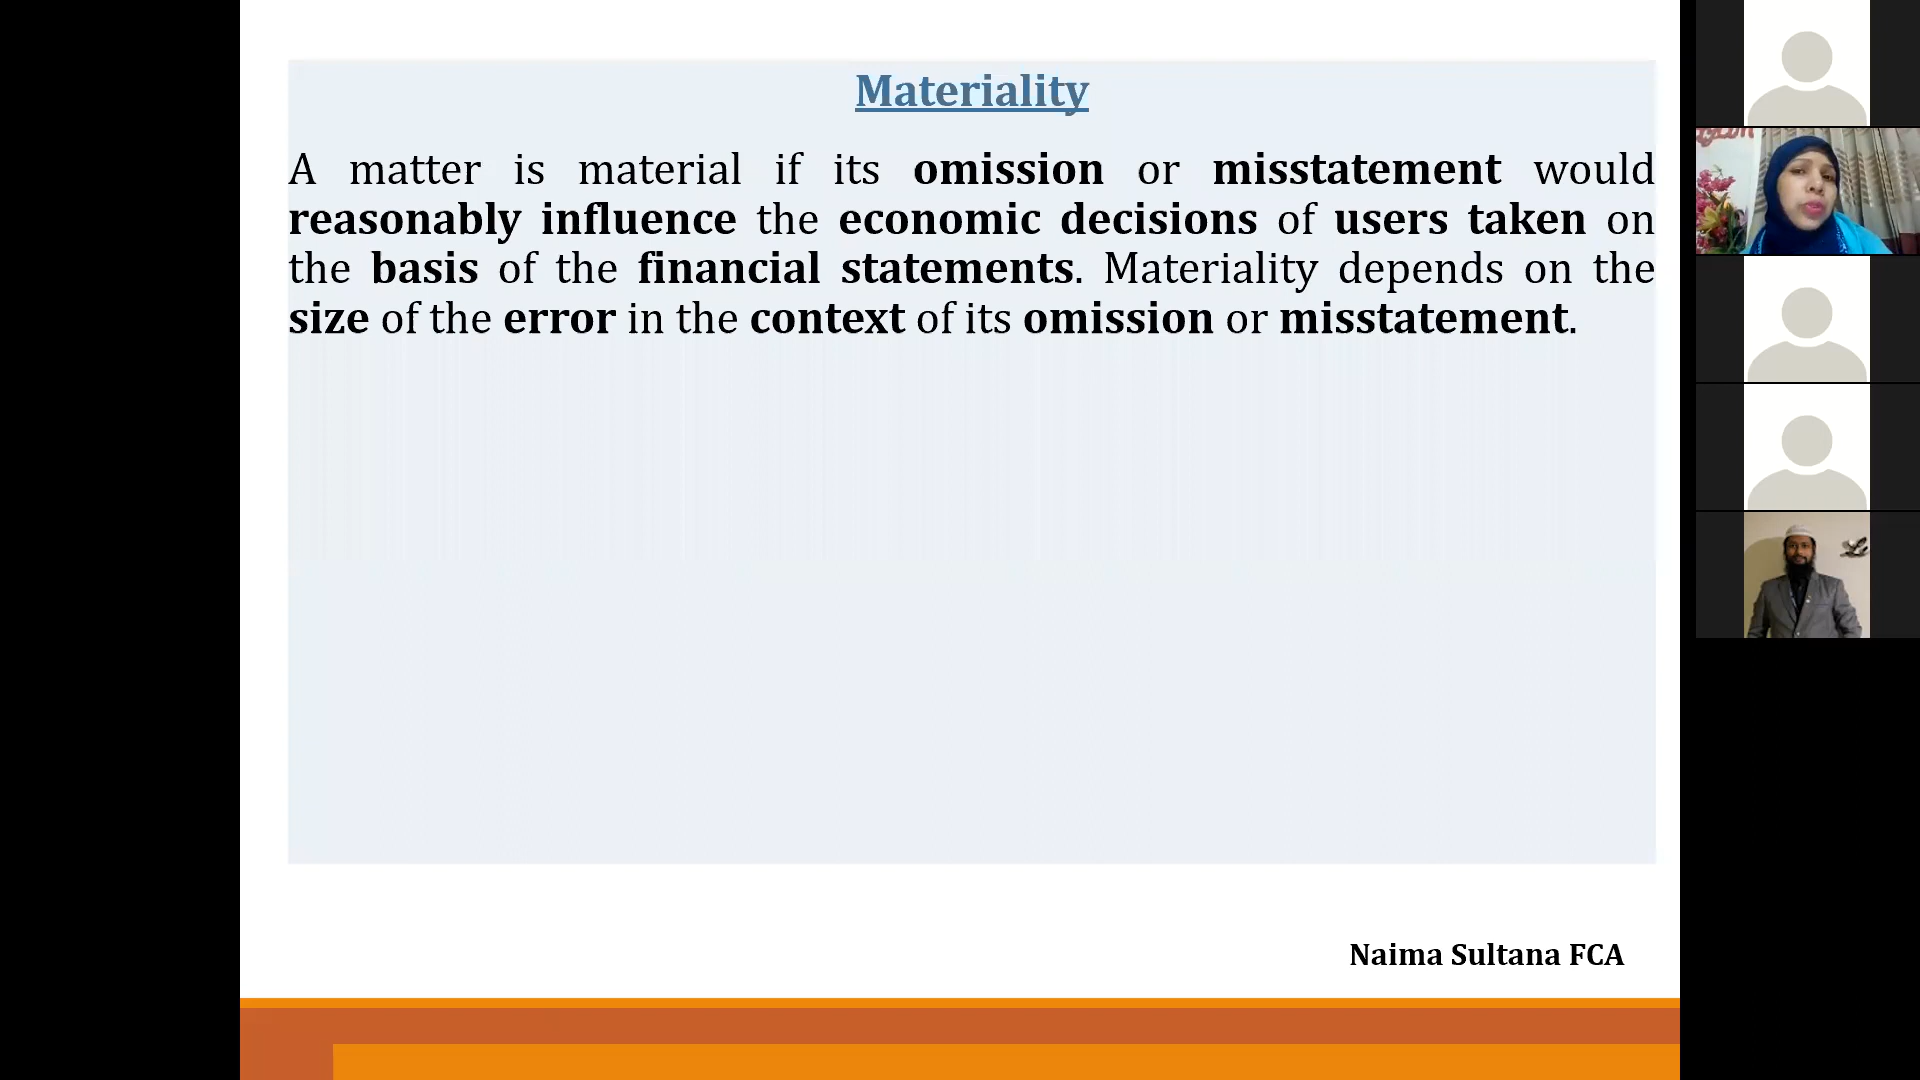 Materiality
A matter is material if its omission or misstatement would
reasonably influence the economic decisions of users taken on
the basis of the financial statements. Materiality depends on the
size of the error in the context of its omission or misstatement.
Naima Sultana FCA